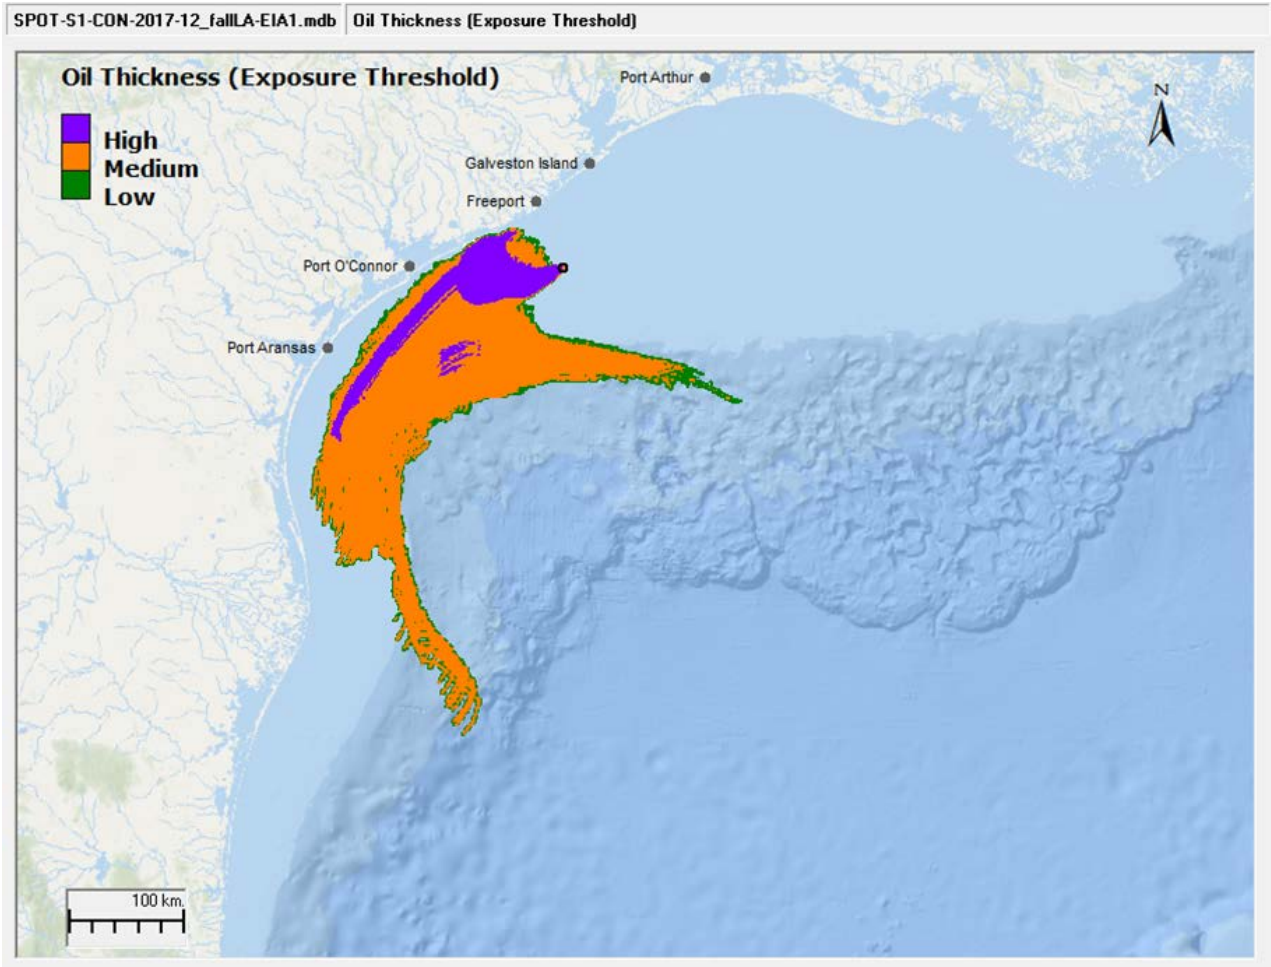 SPOT-S1-CON-2017-12_fallLA-EIA1.mdb Oil Thickness (Exposure Threshold)
Oil Thickness (Exposure Threshold)
High
Medium
Low
Port Arthur
N
Galveston Island
Freeport
Port O'Connor
Port Aransas
100 km.